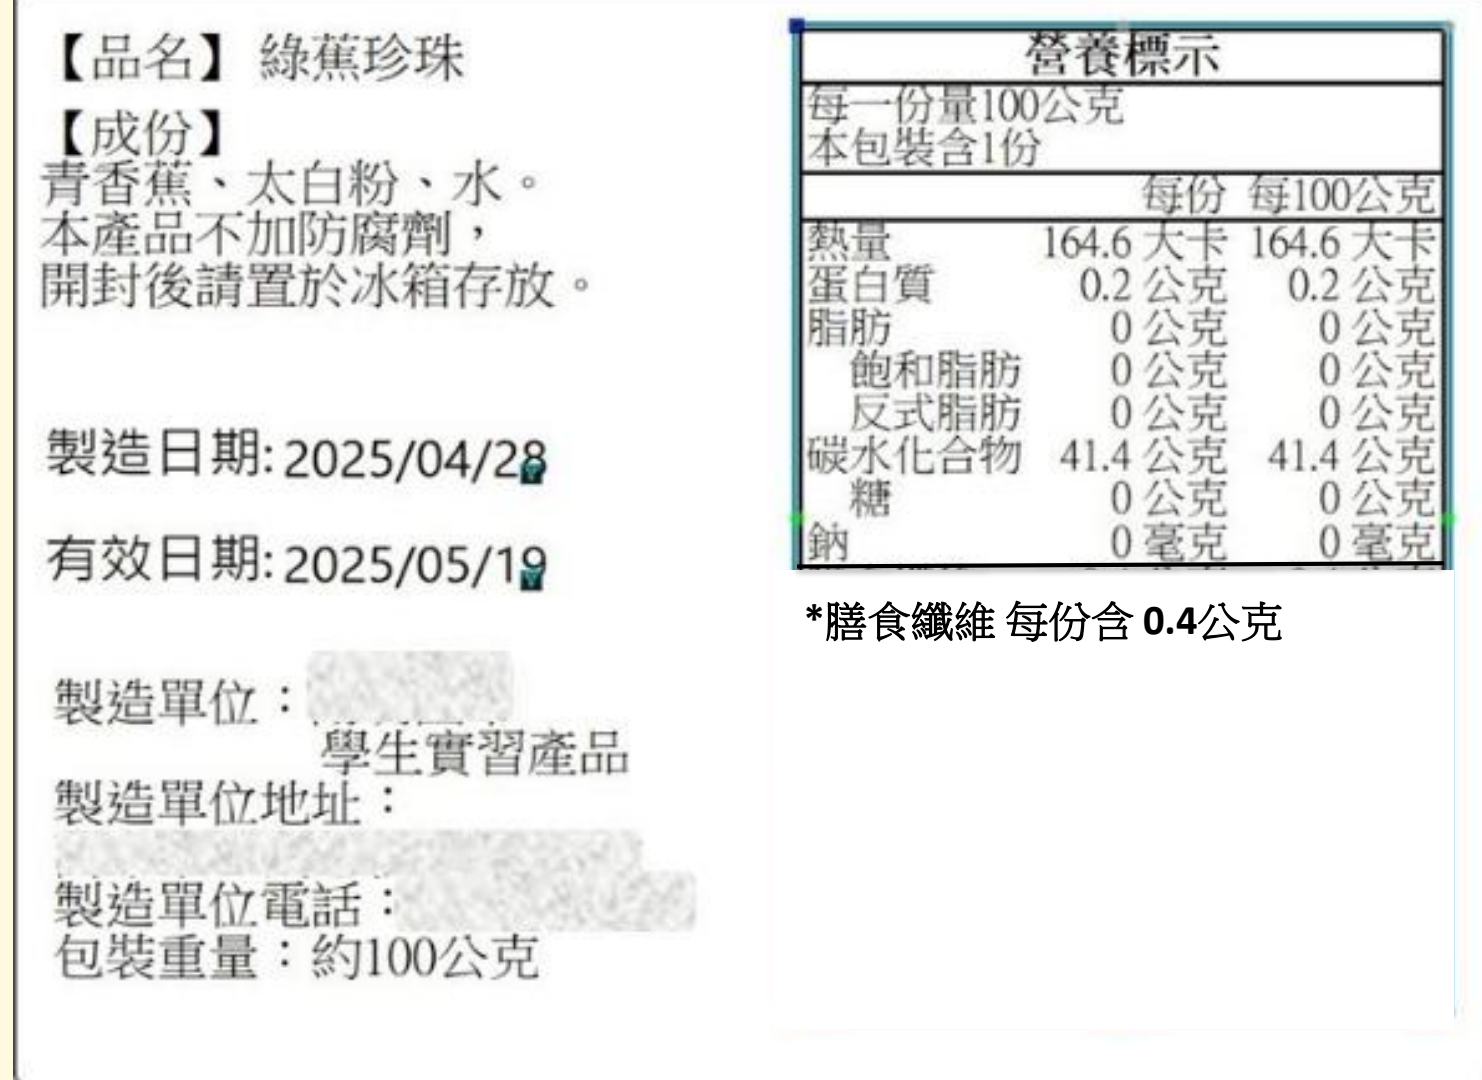 【品名】 綠蕉珍珠
【成份】
青香蕉、太白粉、水。
本產品不加防腐劑，
開封後請置於冰箱存放。
製造日期: 2025/04/28
有效日期: 2025/05/19
製造單位：
學生實習產品
製造單位地址：
製造單位電話：
包裝重量：約100公克
營養標示
每一份量100公克
本包裝含1份
每份 每100公克
熱量 164.6 大卡 164.6 大卡
蛋白質 0.2 公克 0.2 公克
脂肪 0 公克 0 公克
飽和脂肪 0 公克 0 公克
反式脂肪 0 公克 0 公克
碳水化合物 41.4 公克 41.4 公克
糖 0 公克 0 公克
鈉 0 毫克 0 毫克
*膳食纖維 每份含 0.4公克